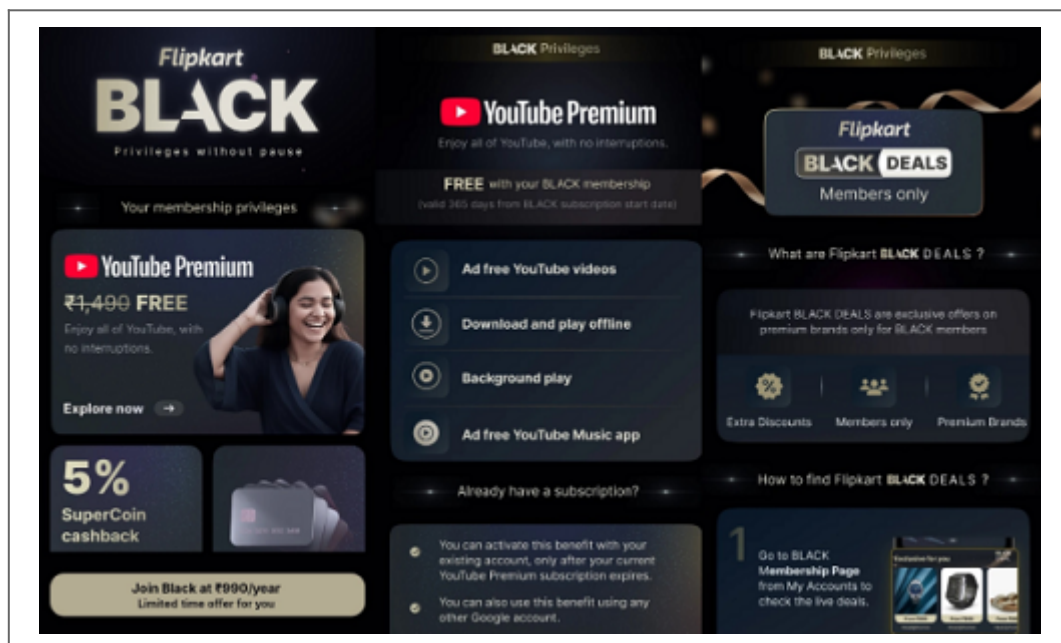 Flipkart
BLACK
Privileges without pause
Your membership privileges
YouTube Premium
₹1,490 FREE
Enjoy all of YouTube, with
no interruptions.
Explore now
5%
SuperCoin
cashback
Join Black at ₹990/year
Limited time offer for you
BLACK Privileges
YouTube Premium
Enjoy all of YouTube, with no interruptions.
FREE with your BLACK membership
(valid 365 days from BLACK subscription start date)
Ad free YouTube videos
Download and play offline
Background play
Ad free YouTube Music app
Already have a subscription?
You can activate this benefit with your
existing account, only after your current
YouTube Premium subscription expires.
You can also use this benefit using any
other Google account.
BLACK Privileges
Flipkart
BLACK DEALS
Members only
What are Flipkart BLACK DEALS ?
Flipkart BLACK DEALS are exclusive offers on
premium brands only for BLACK members
Extra Discounts
Members only
Premium Brands
How to find Flipkart BLACK DEALS ?
1
Go to BLACK
Membership Page
from My Accounts to
check the live deals.
Exclusive for you